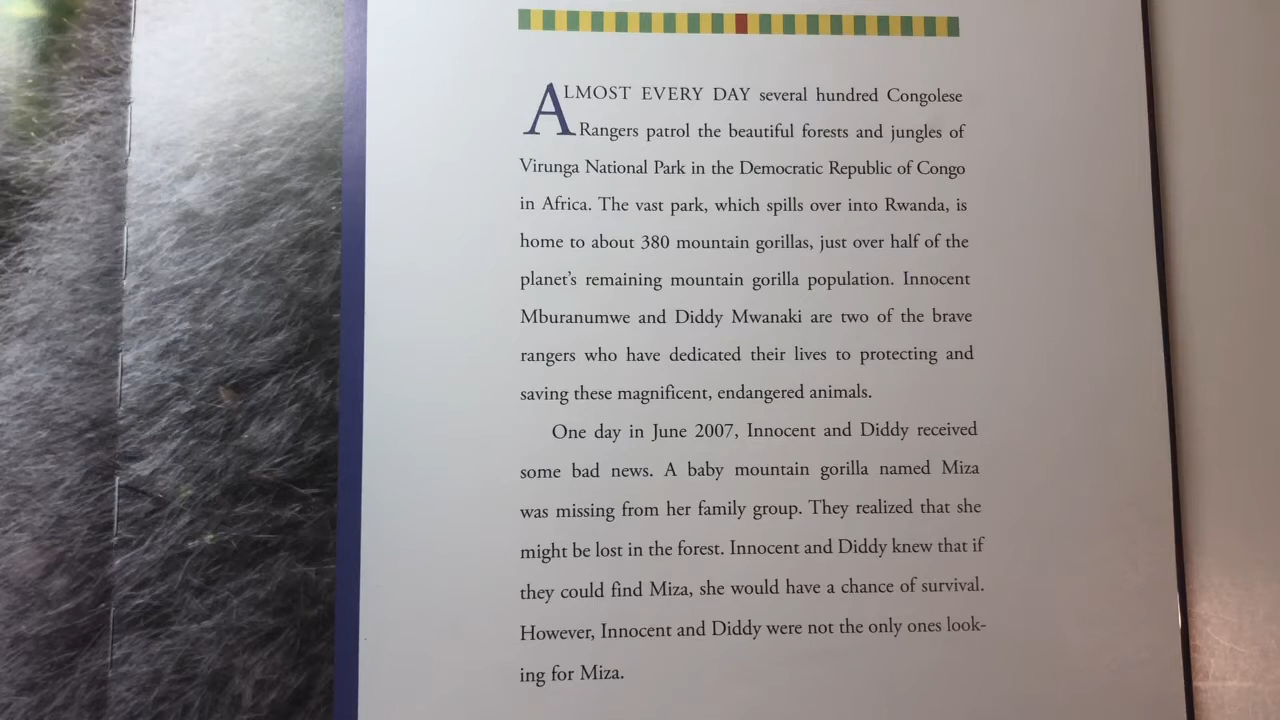 ALMOST EVERY DAY several hundred Congolese
Rangers patrol the beautiful forests and jungles of
Virunga National Park in the Democratic Republic of Congo
in Africa. The vast park, which spills over into Rwanda, is
home to about 380 mountain gorillas, just over half of the
planet's remaining mountain gorilla population. Innocent
Mburanumwe and Diddy Mwanaki are two of the brave
rangers who have dedicated their lives to protecting and
saving these magnificent, endangered animals.
One day in June 2007, Innocent and Diddy received
some bad news. A baby mountain gorilla named Miza
was missing from her family group. They realized that she
might be lost in the forest. Innocent and Diddy knew that if
they could find Miza, she would have a chance of survival.
However, Innocent and Diddy were not the only ones look-
ing for Miza.